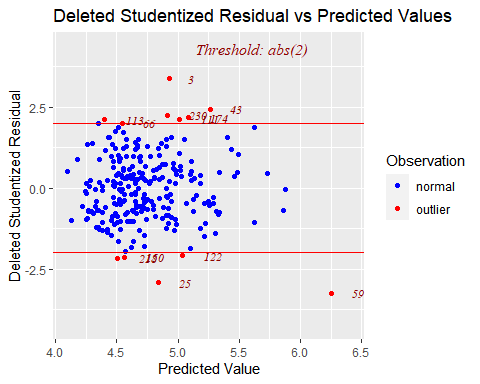 Deleted Studentized Residual vs Predicted Values
Threshold: abs(2)
3
43
230
174
113
66
2.5
0.0
-2.5
150
122
25
59
4.0
4.5
5.0
5.5
6.0
6.5
Predicted Value
Deleted Studentized Residual
Observation
normal
outlier